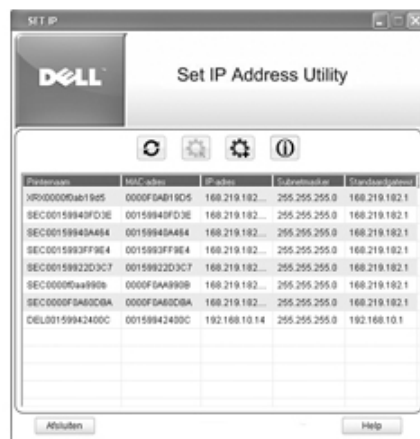 SET IP
DELL
Set IP Address Utility
Printernaam MAC-adres IP-adres Subnetmasker Standaardgatewa
XRX0000f0ab19d5 0000F0AB19D5 168.219.182... 255.255.255.0 168.219.182.1
SEC00159940FD3E 00159940FD3E 168.219.182... 255.255.255.0 168.219.182.1
SEC00159940A464 00159940A464 168.219.182... 255.255.255.0 168.219.182.1
SEC0015993FF9E4 0015993FF9E4 168.219.182... 255.255.255.0 168.219.182.1
SEC00159922D3C7 00159922D3C7 168.219.182... 255.255.255.0 168.219.182.1
SEC0000f0aa990b 0000F0AA990B 168.219.182... 255.255.255.0 168.219.182.1
SEC0000F0A60DBA 0000F0A60DBA 168.219.182... 255.255.255.0 168.219.182.1
DEL00159942400C 00159942400C 192.168.10.14 255.255.255.0 192.168.10.1
Afsluiten Help